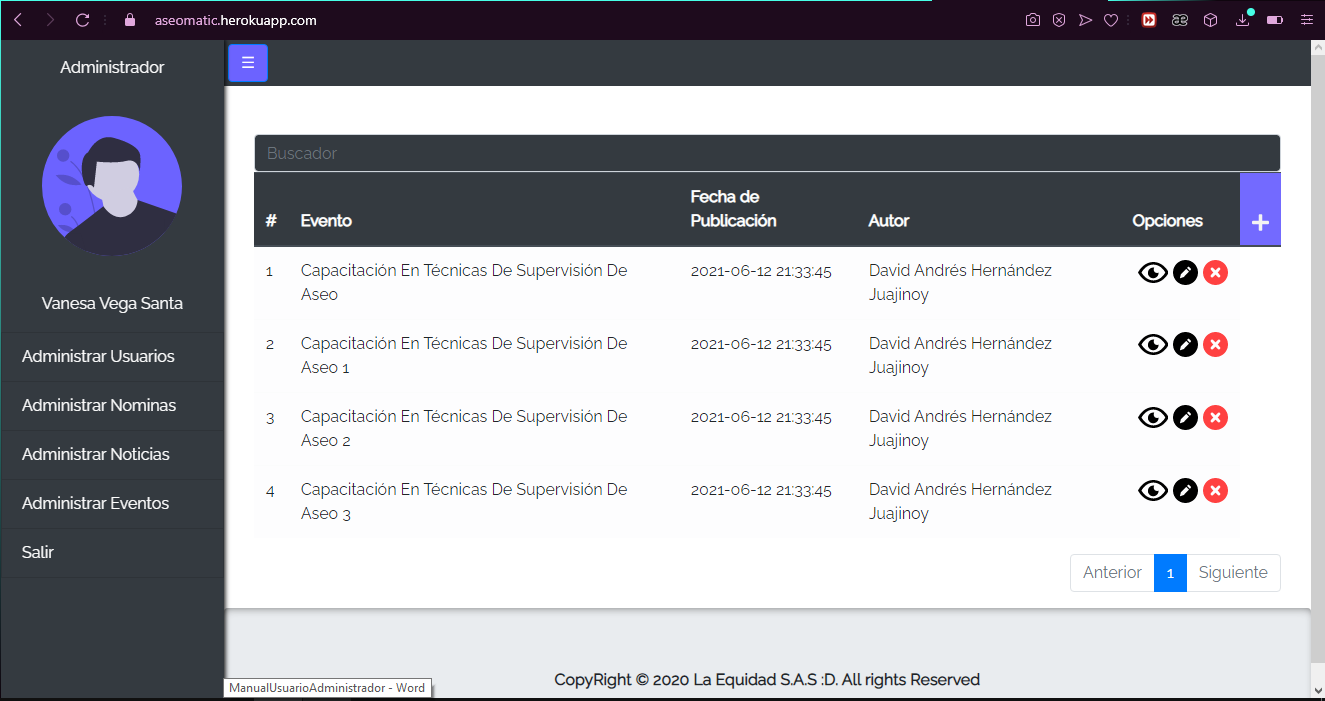 aseomatic.herokuapp.com
Administrador
Vanesa Vega Santa
Administrar Usuarios
Administrar Nominas
Administrar Noticias
Administrar Eventos
Salir
Buscador
# Evento Fecha de Publicación Autor Opciones +
1 Capacitación En Técnicas De Supervisión De 2021-06-12 21:33:45 David Andrés Hernández
Aseo Juajinoy
2 Capacitación En Técnicas De Supervisión De 2021-06-12 21:33:45 David Andrés Hernández
Aseo 1 Juajinoy
3 Capacitación En Técnicas De Supervisión De 2021-06-12 21:33:45 David Andrés Hernández
Aseo 2 Juajinoy
4 Capacitación En Técnicas De Supervisión De 2021-06-12 21:33:45 David Andrés Hernández
Aseo 3 Juajinoy
Anterior 1 Siguiente
CopyRight © 2020 La Equidad S.A.S :D. All rights Reserved
ManualUsuarioAdministrador - Word